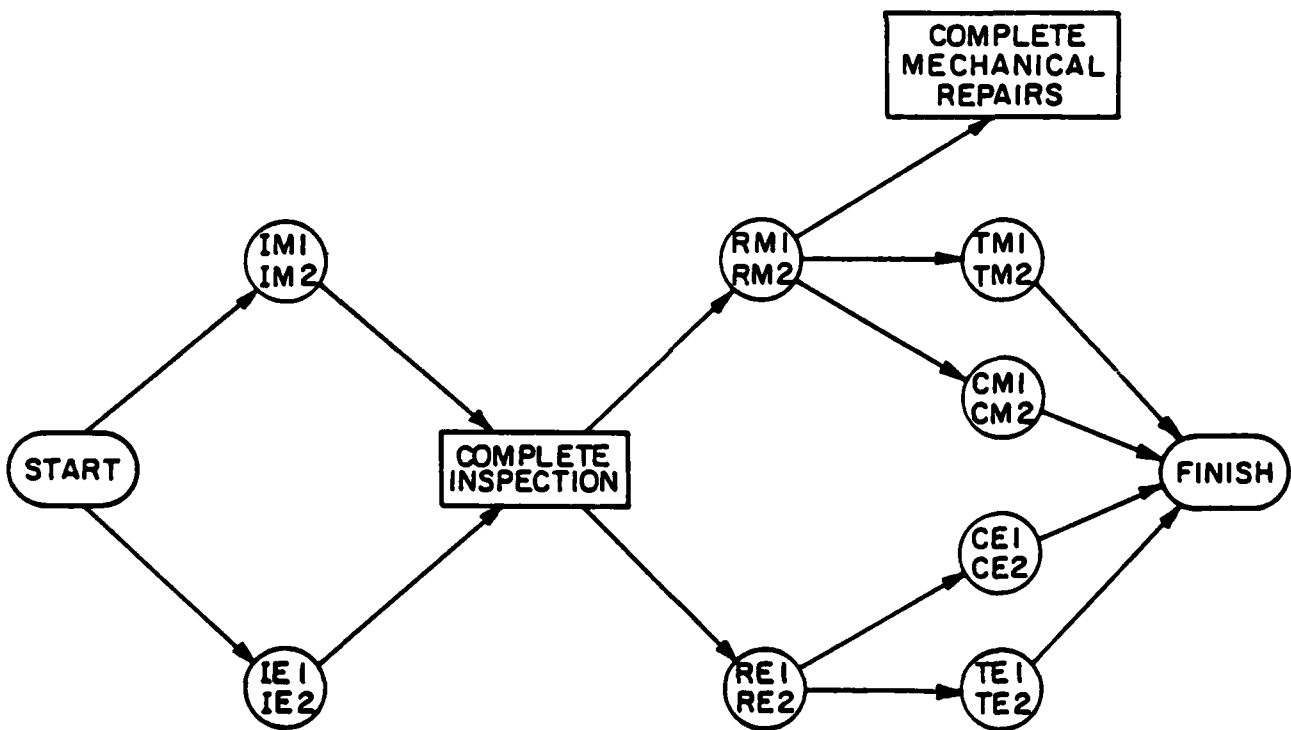 COMPLETE
MECHANICAL
REPAIRS
IM1
IM2
RM1
RM2
TM1
TM2
CM1
CM2
START
COMPLETE
INSPECTION
FINISH
CE1
CE2
IE1
IE2
RE1
RE2
TE1
TE2